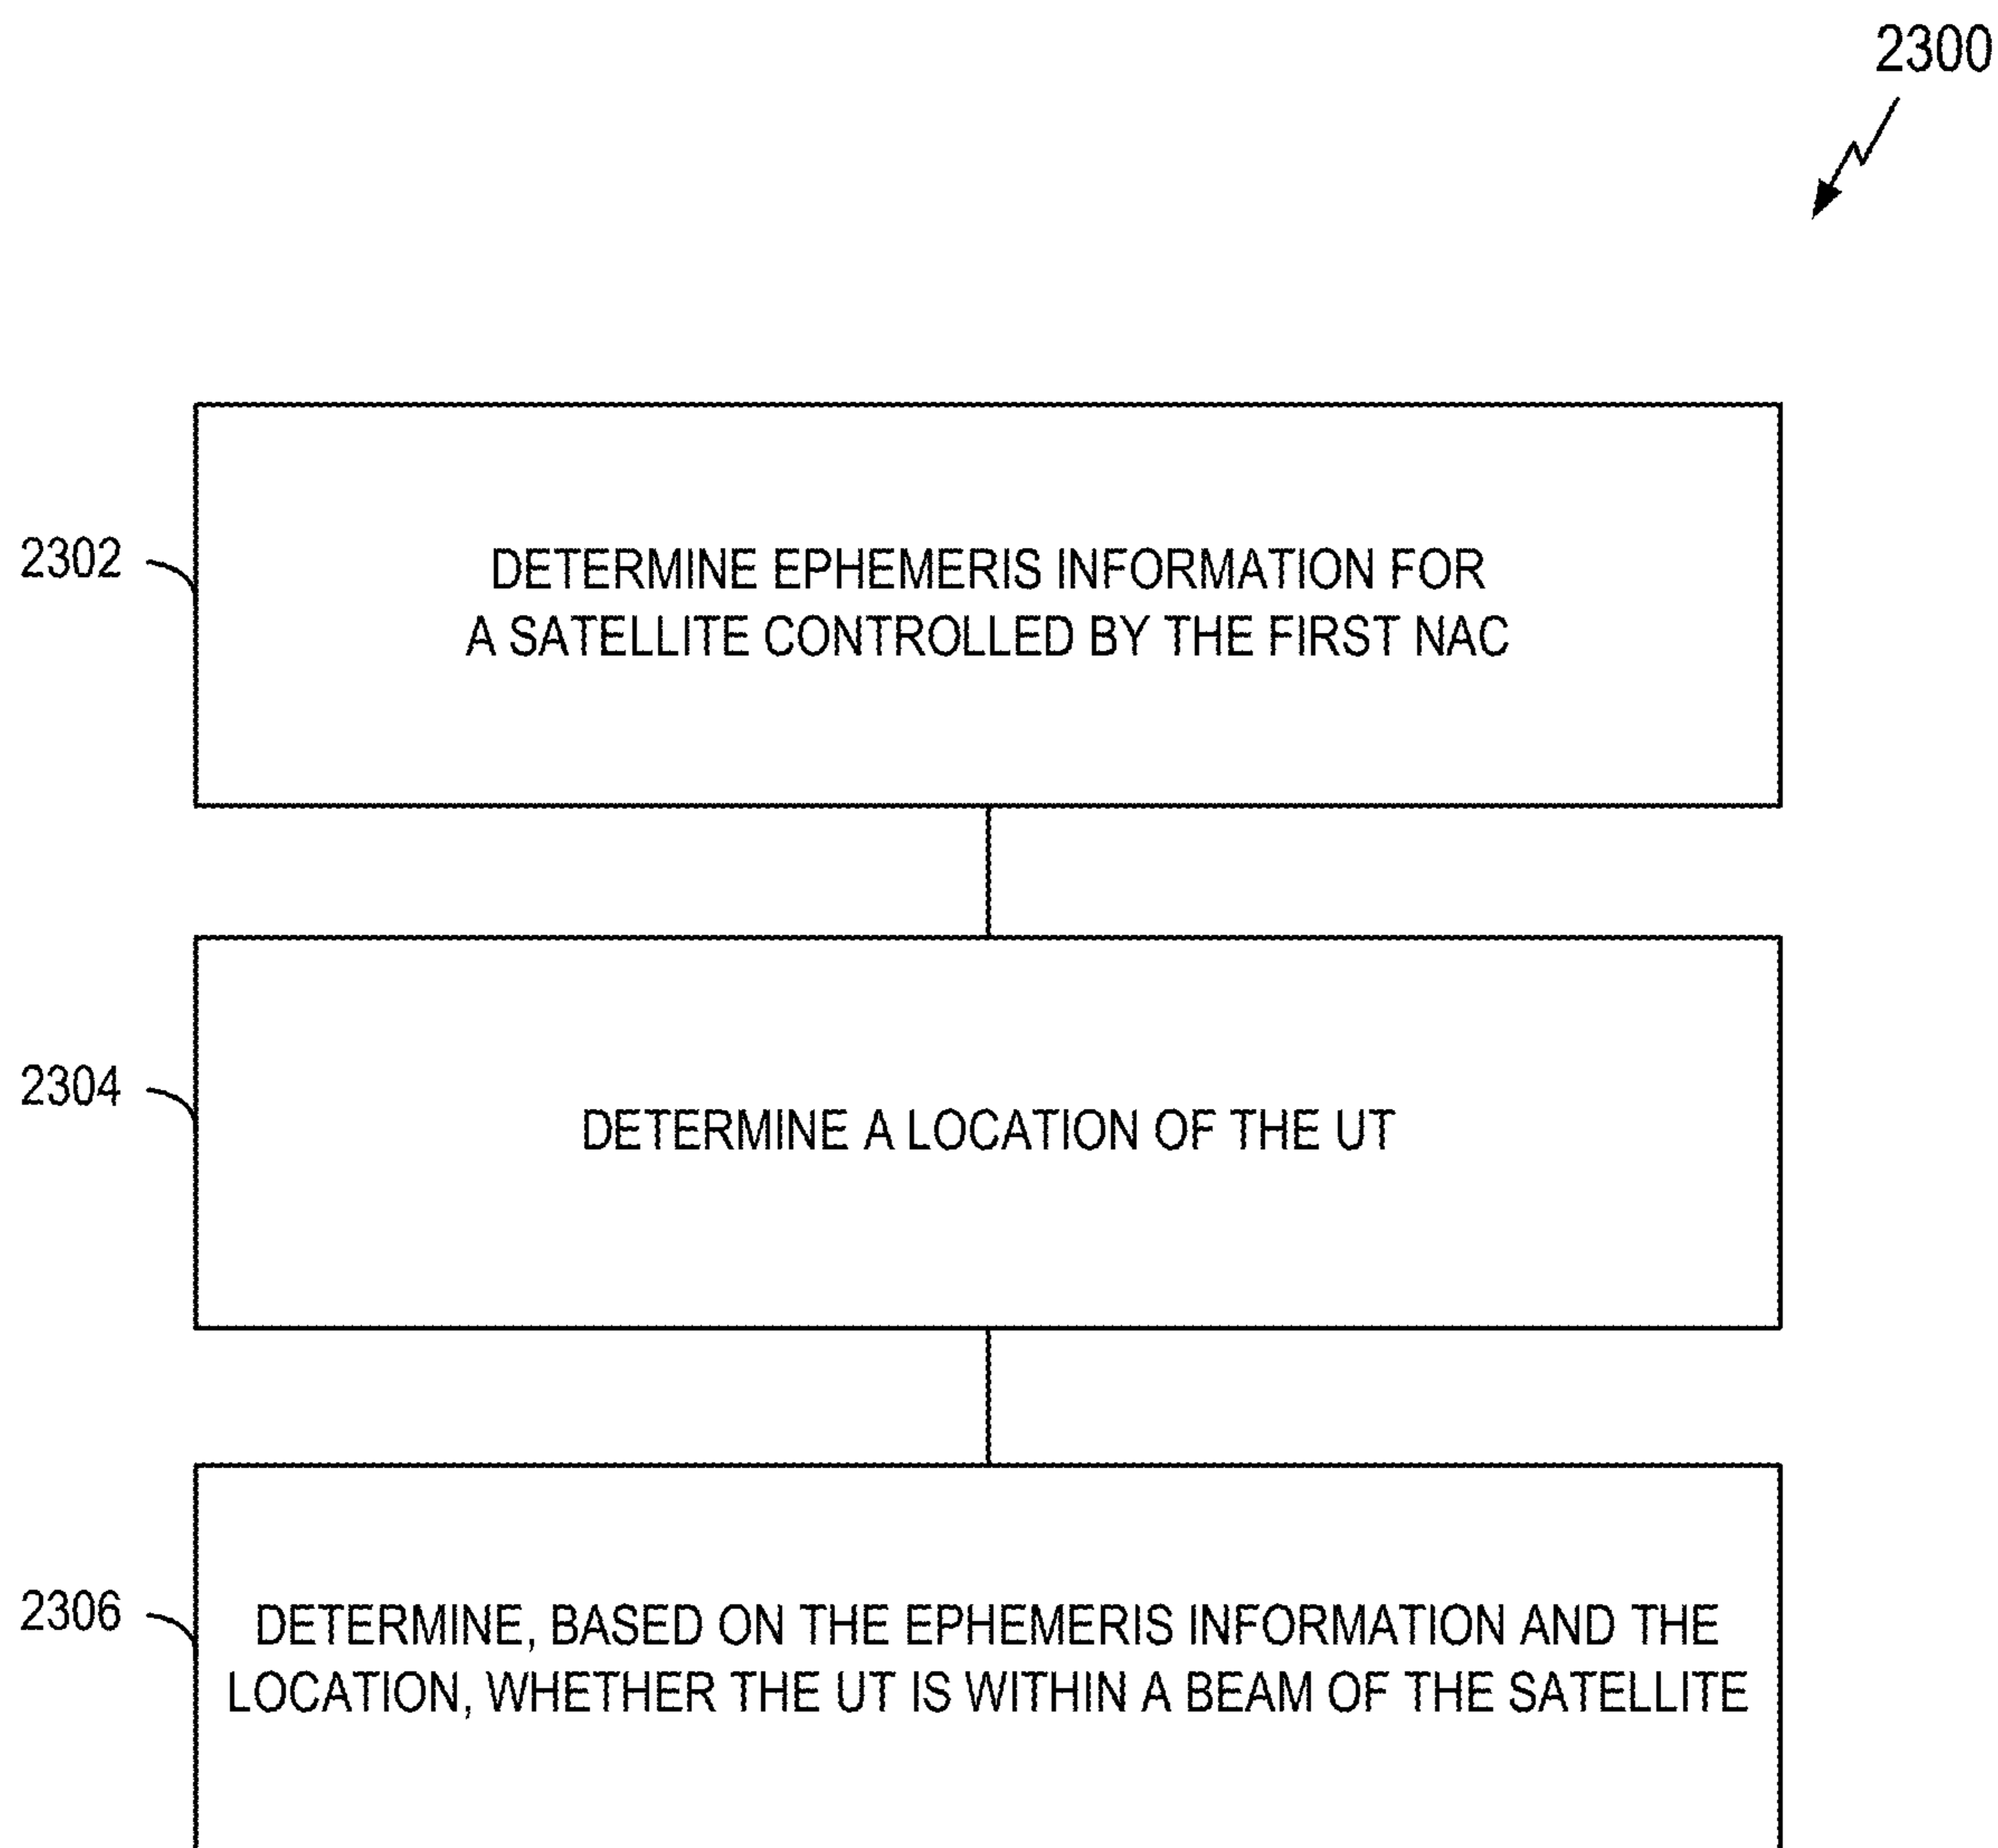 2300
2302
DETERMINE EPHEMERIS INFORMATION FOR
A SATELLITE CONTROLLED BY THE FIRST NAC
2304
DETERMINE A LOCATION OF THE UT
2306
DETERMINE, BASED ON THE EPHEMERIS INFORMATION AND THE
LOCATION, WHETHER THE UT IS WITHIN A BEAM OF THE SATELLITE